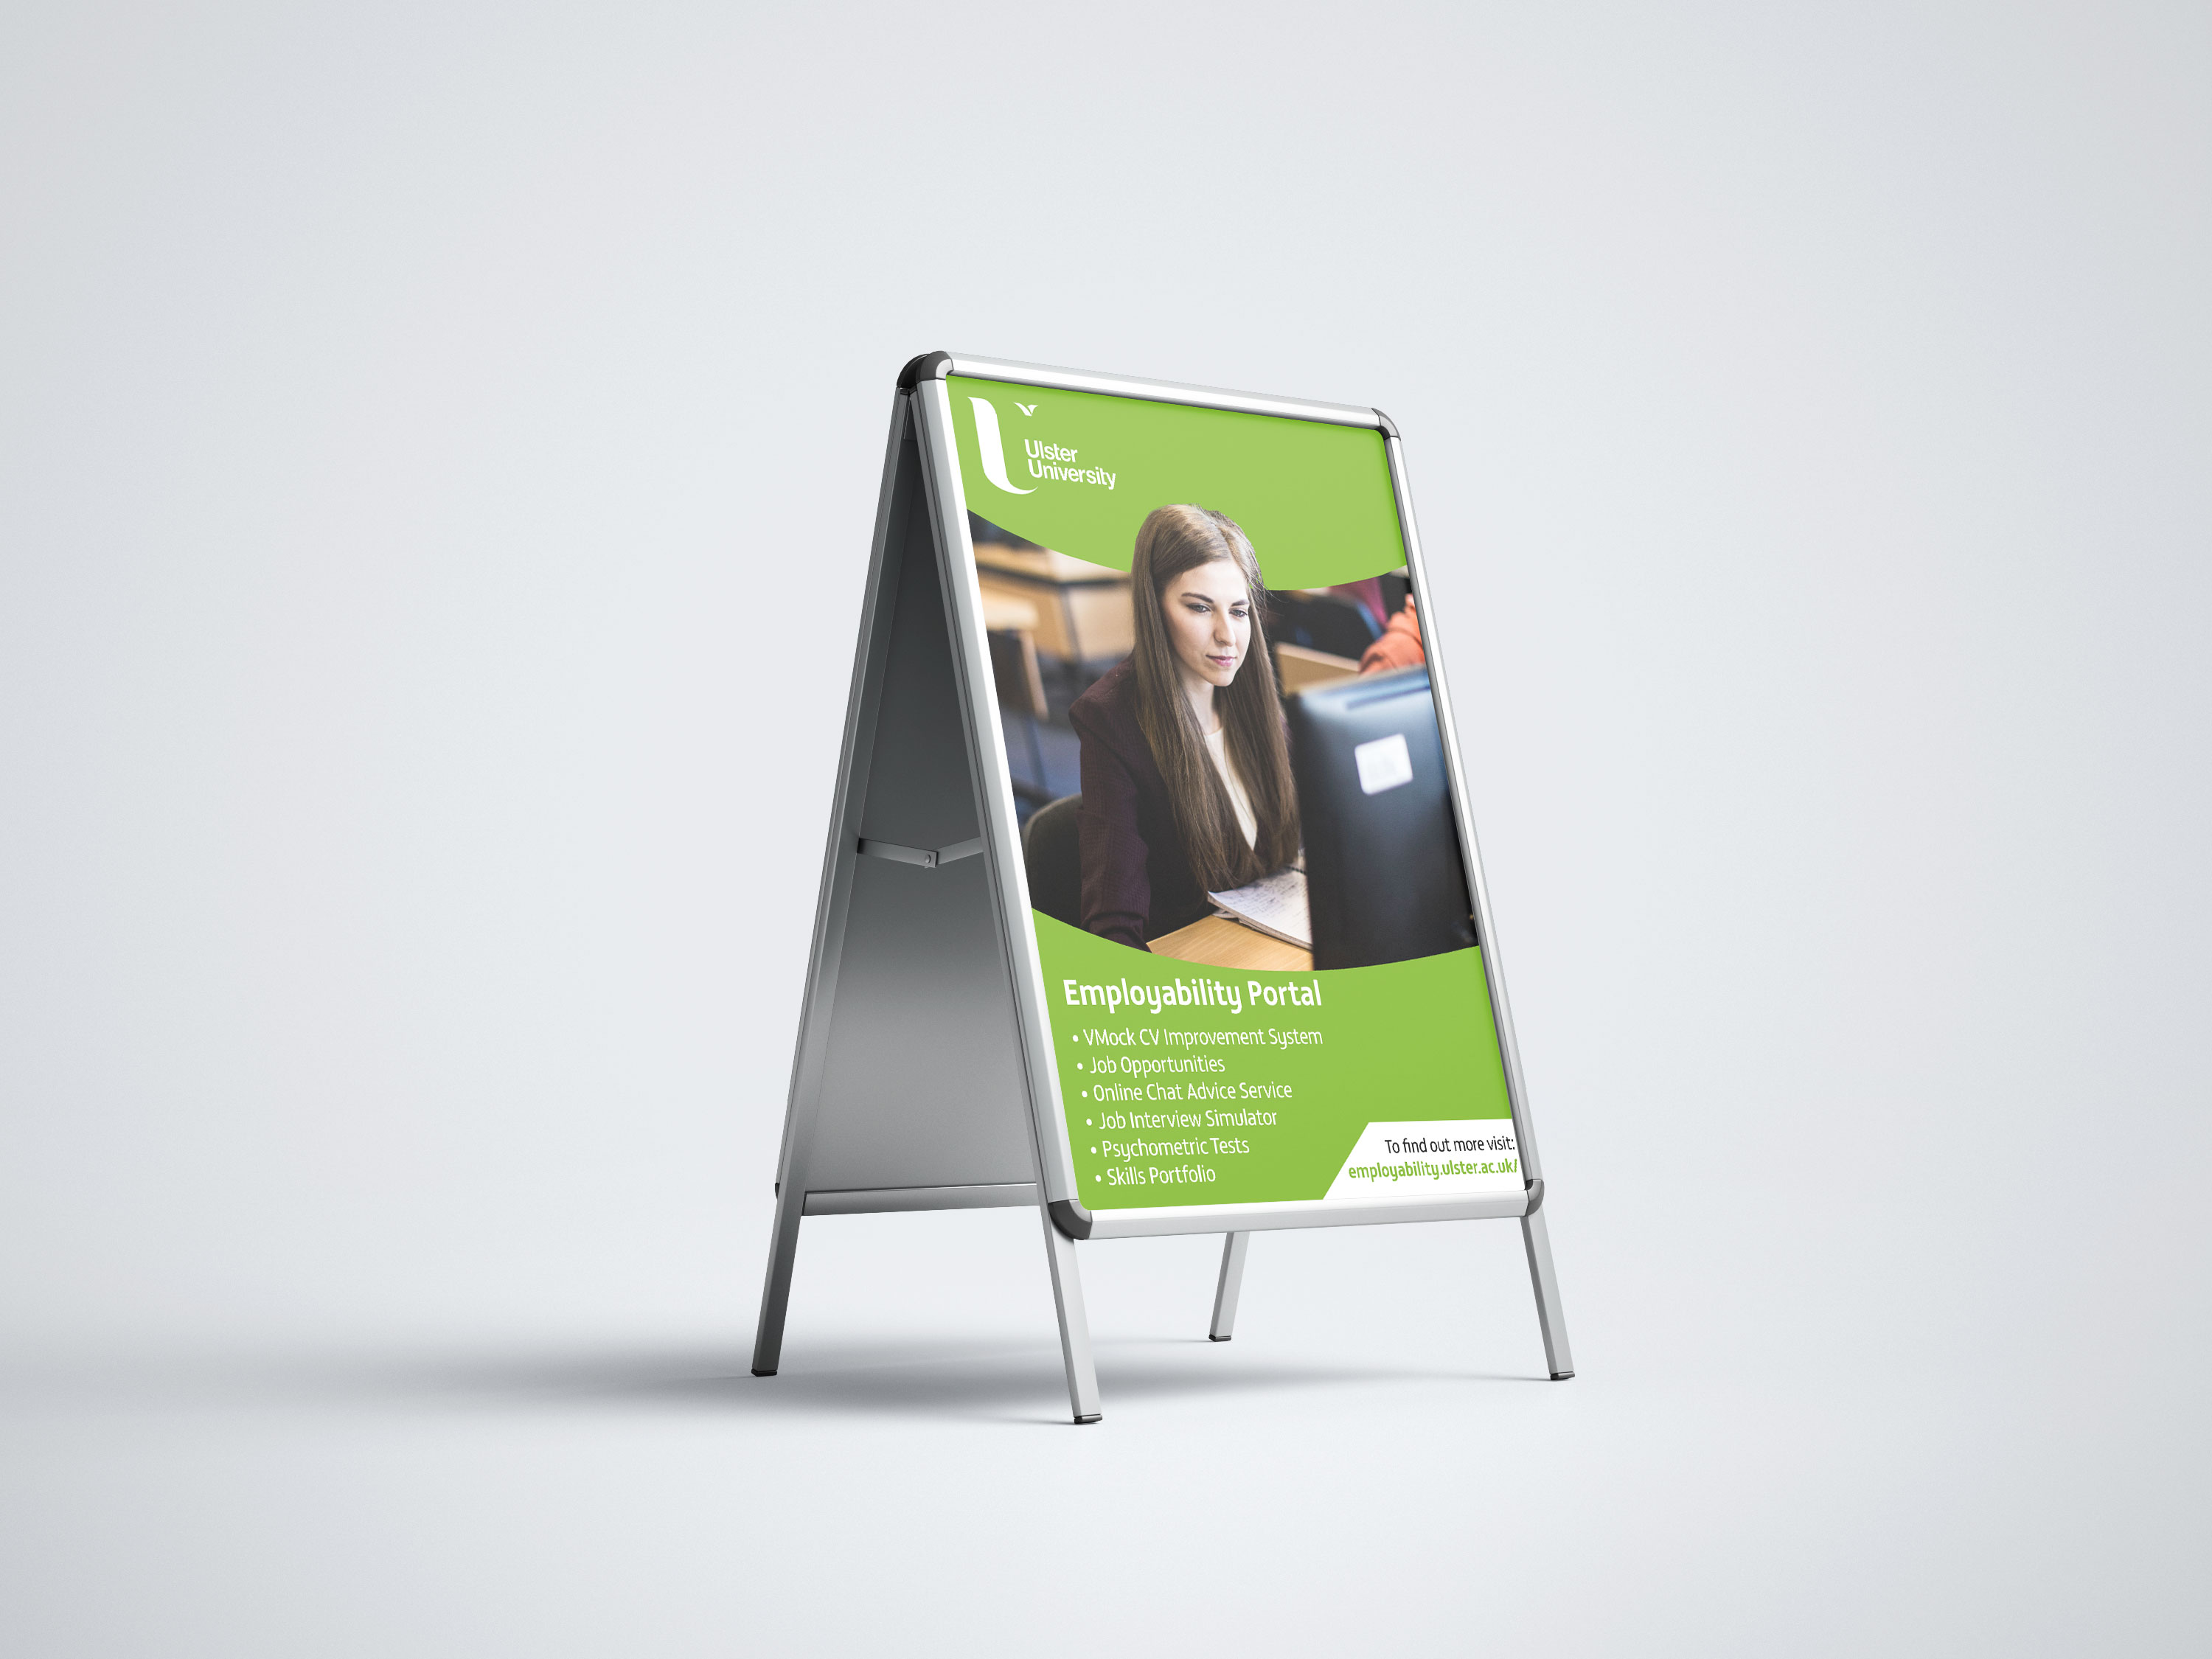 Ulster
University
Employability Portal
• VMock CV Improvement System
• Job Opportunities
• Online Chat Advice Service
• Job Interview Simulator
• Psychometric Tests
• Skills Portfolio
To find out more visit:
employability.ulster.ac.uk/